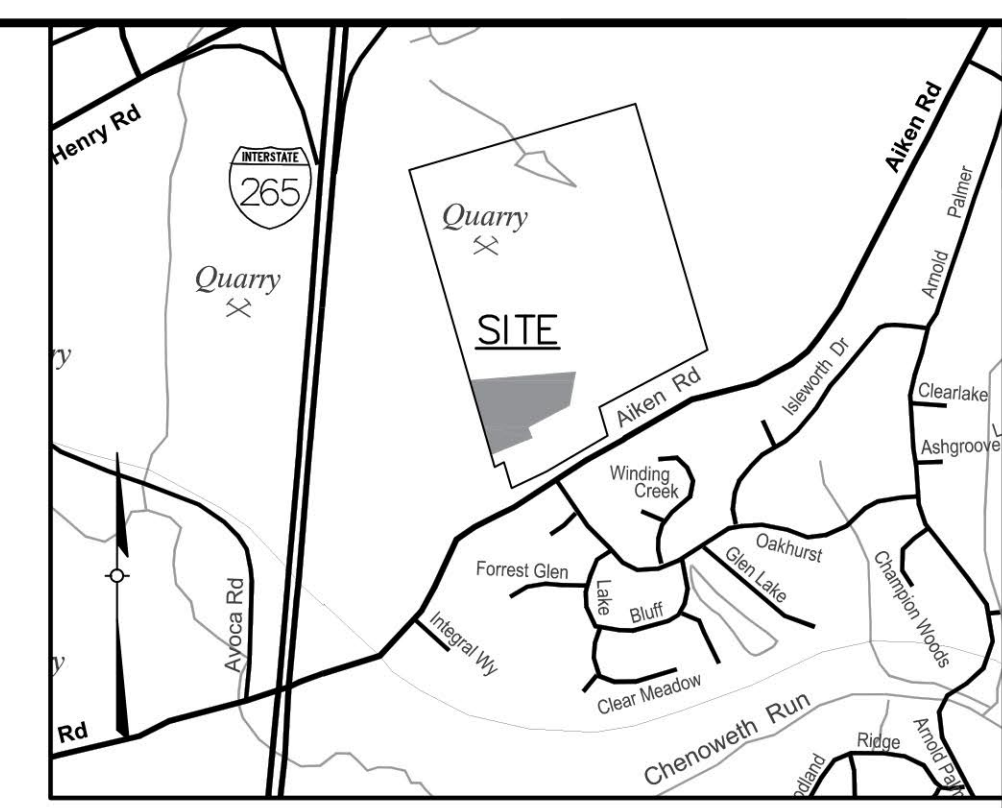 Henry Rd
INTERSTATE
265
Aiken Rd
Palmer
Arnold
Quarry
Quarry
SITE
ry
Aiken Rd
Isleworth Dr
Clearlake
L
Ashgroove
Winding
Creek
Oakhurst
Glen Lake
Forrest Glen
Lake
Bluff
Champion Woods
Avoca Rd
Integral Wy
y
Clear Meadow
Chenoweth Run
Rd
Ridge
Arnold Palm
odland